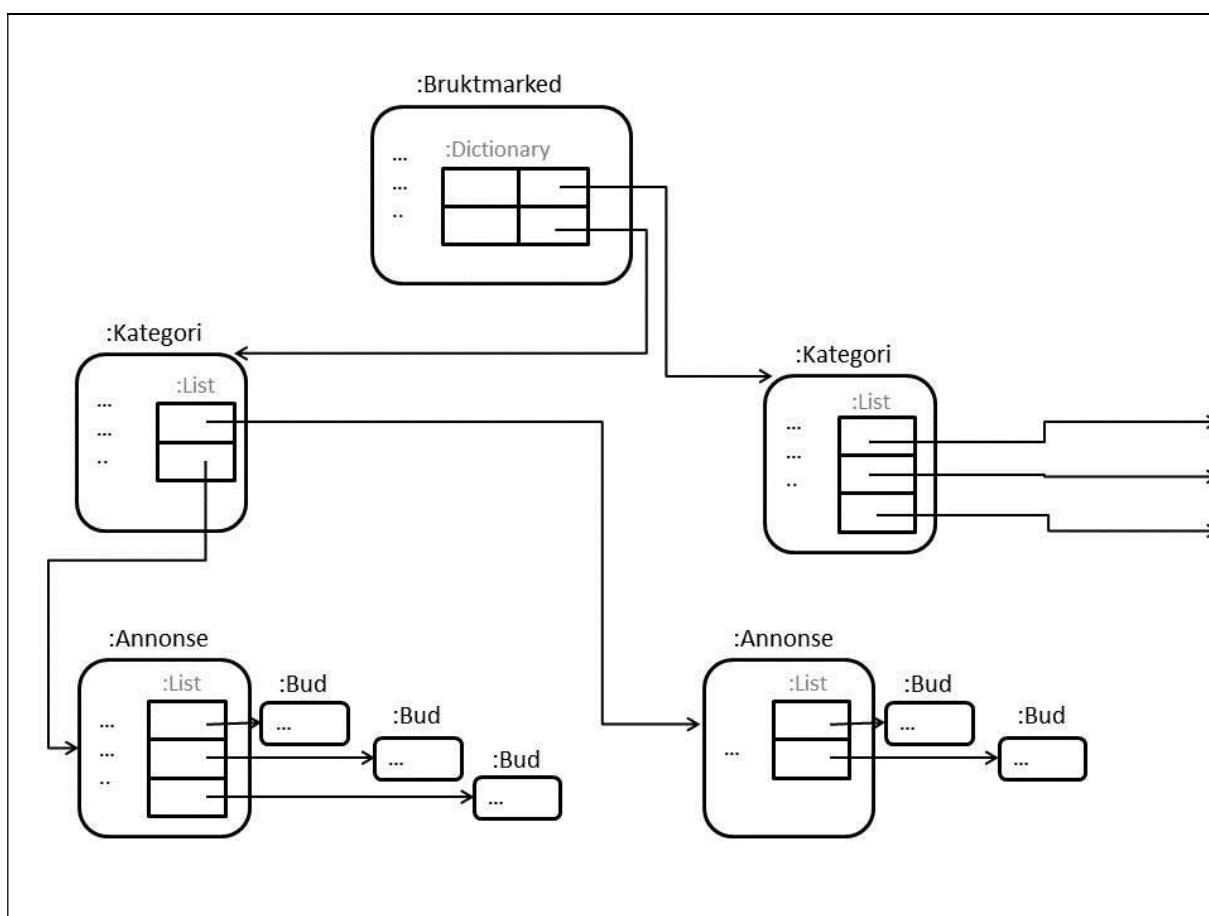 :Bruktmarked
:Dictionary
...
...
..
:Kategori
:List
...
...
..
:Kategori
:List
...
...
..
:Annonse
:List
...
...
..
:Bud
...
:Bud
...
:Bud
...
:Annonse
:List
...
:Bud
...
:Bud
...